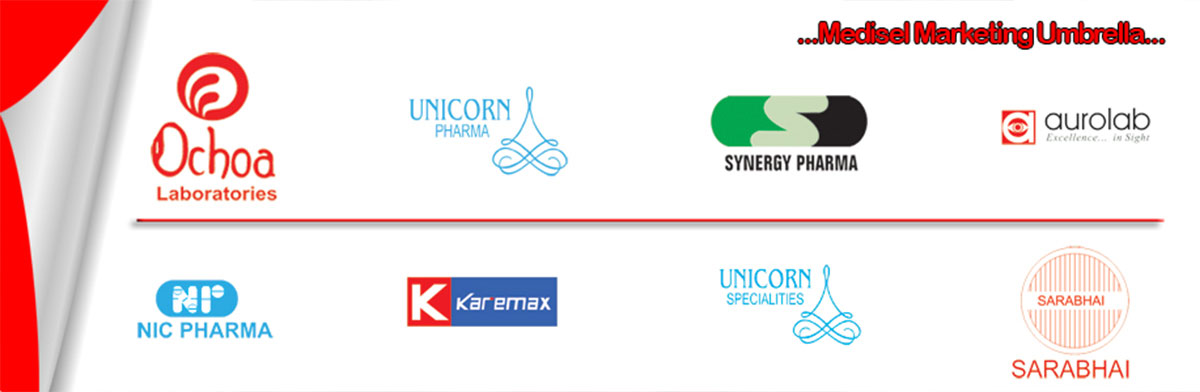 ...Medisel Marketing Umbrella...
Ochoa
Laboratories
UNICORN
PHARMA
SYNERGY PHARMA
aurolab
Excellence... in Sight
NP
NIC PHARMA
K Karemax
UNICORN
SPECIALITIES
SARABHAI
SARABHAI